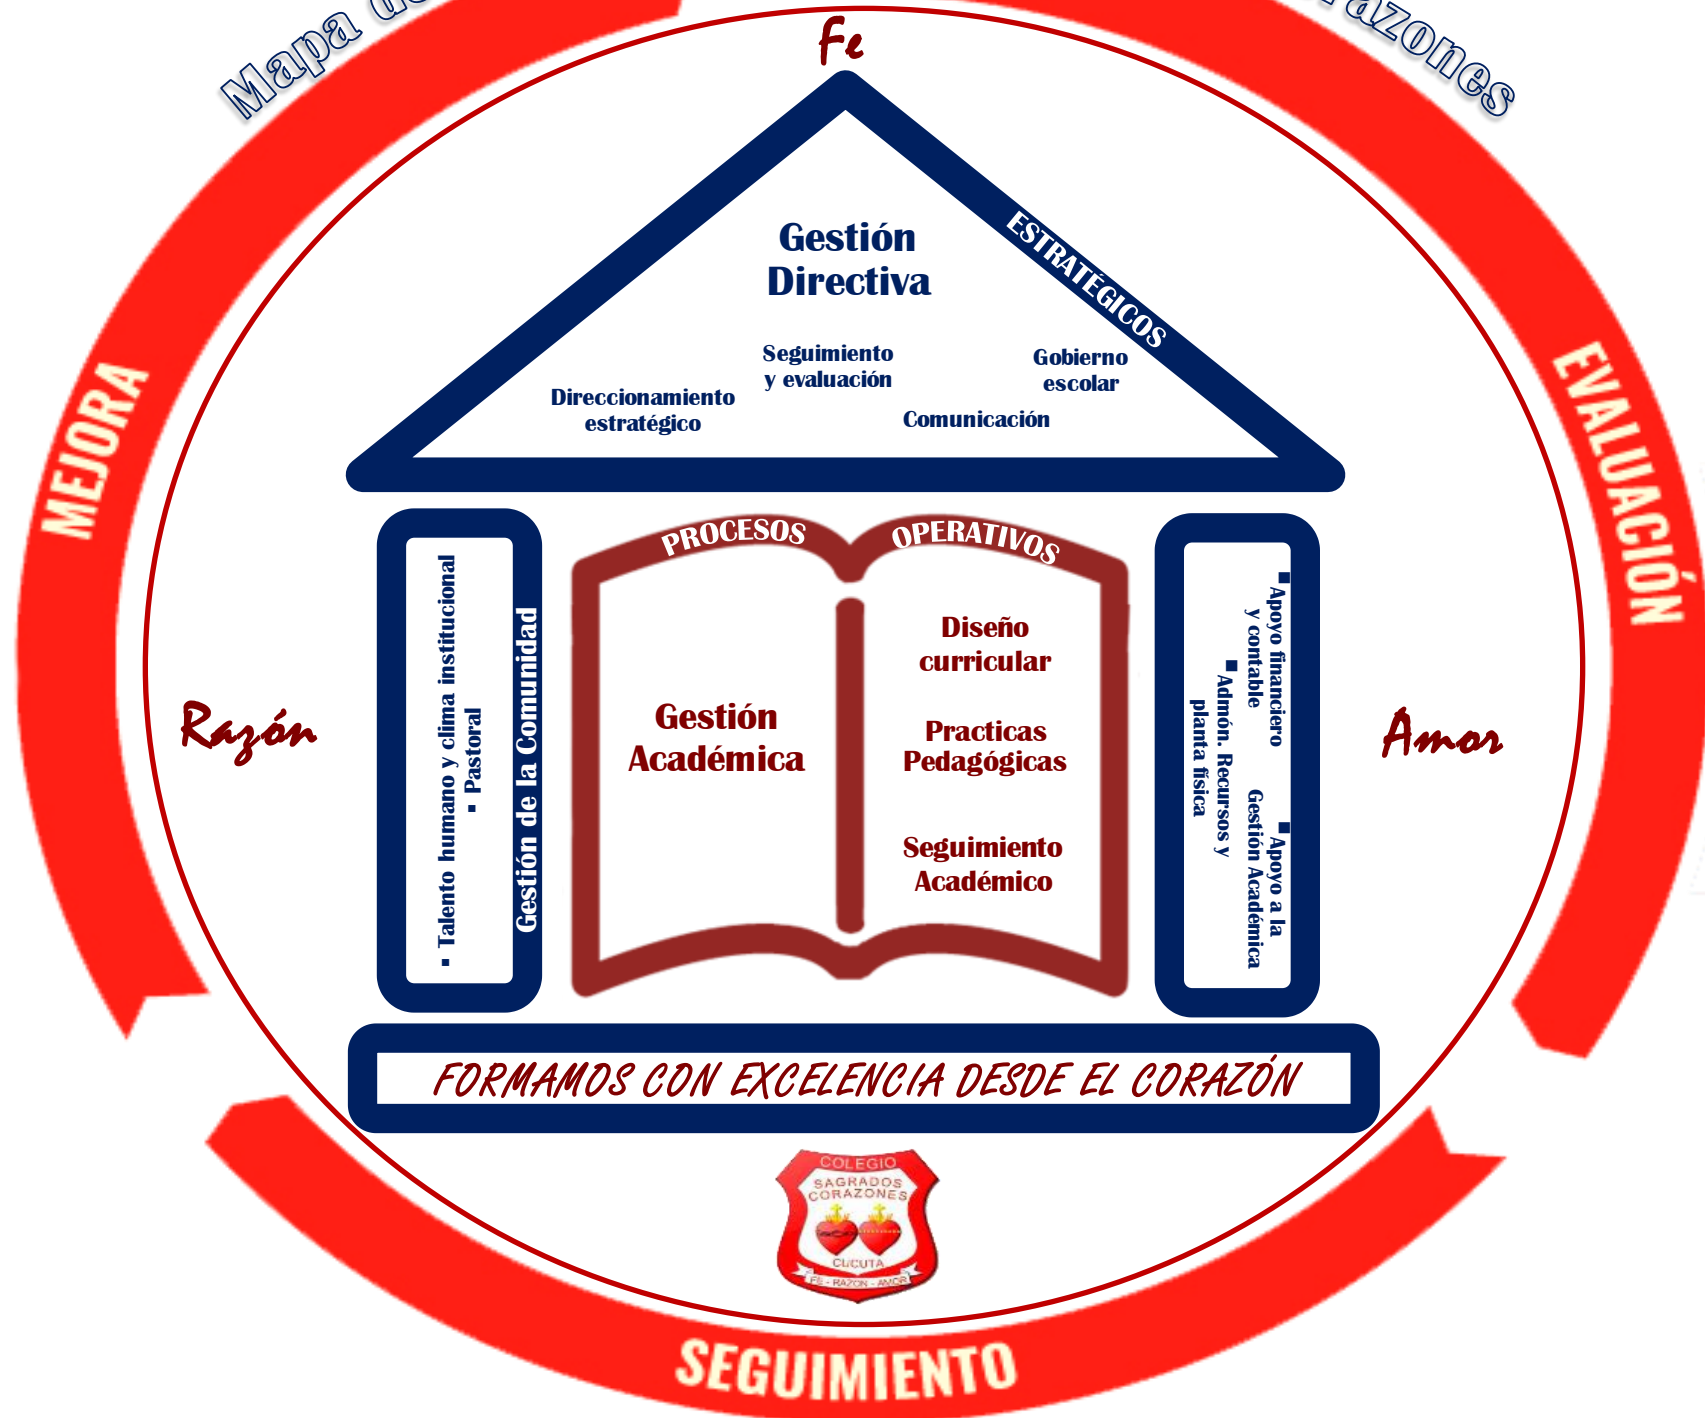 Mapa
razones
Fe
Gestión
Directiva
ESTRATÉGICOS
Seguimiento
y evaluación
Gobierno
escolar
Direccionamiento
estratégico
Comunicación
MEJORA
EVALUACIÓN
PROCESOS OPERATIVOS
▪ Talento humano y clima institucional
▪ Pastoral
Gestión de la Comunidad
Gestión
Académica
Diseño
curricular
Practicas
Pedagógicas
Seguimiento
Académico
▪ Apoyo financiero
y contable
▪ Apoyo a la
Gestión Académica
▪ Admón. Recursos y
planta física
Razón
Amor
FORMAMOS CON EXCELENCIA DESDE EL CORAZÓN
COLEGIO
SAGRADOS
CORAZONES
CUCUTA
FE - RAZON - AMOR
SEGUIMIENTO